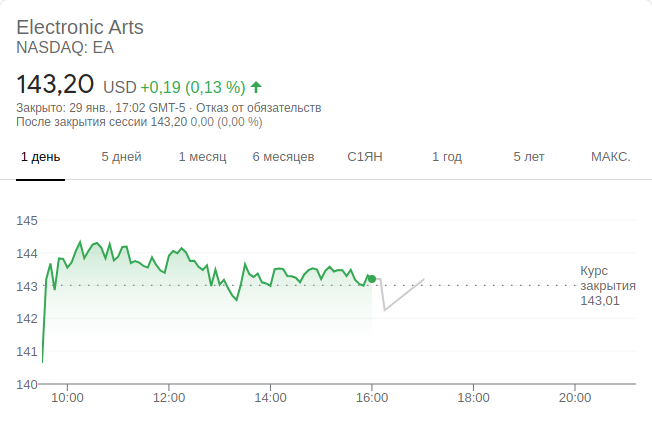 Electronic Arts
NASDAQ: EA
143,20 USD +0,19 (0,13 %)
Закрыто: 29 янв., 17:02 GMT-5 · Отказ от обязательств
После закрытия сессии 143,20 0,00 (0,00 %)
1 день 5 дней 1 месяц 6 месяцев С1ЯН 1 год 5 лет МАКС.
145
144
143
142
141
140
Курс
закрытия
143,01
10:00 12:00 14:00 16:00 18:00 20:00